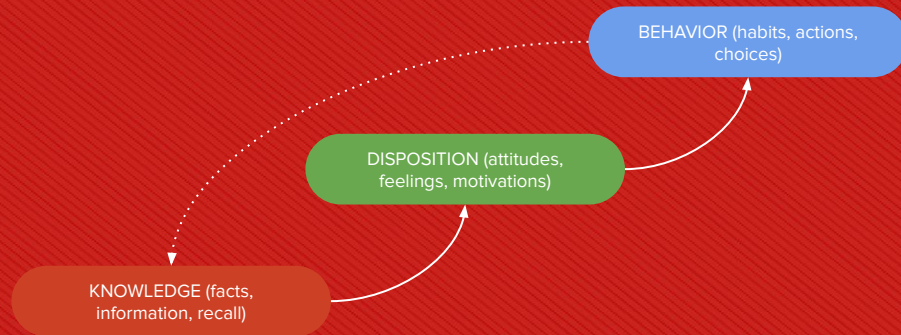 BEHAVIOR (habits, actions,
choices)
DISPOSITION (attitudes,
feelings, motivations)
KNOWLEDGE (facts,
information, recall)